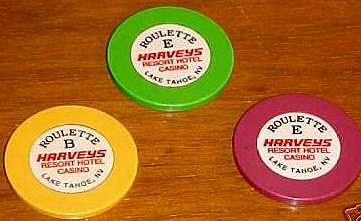 ROULETTE
E
HARVEYS
RESORT HOTEL
CASINO
LAKE TAHOE, NV
ROULETTE
B
HARVEYS
RESORT HOTEL
CASINO
LAKE TAHOE, NV
ROULETTE
E
HARVEYS
RESORT HOTEL
CASINO
LAKE TAHOE, NV